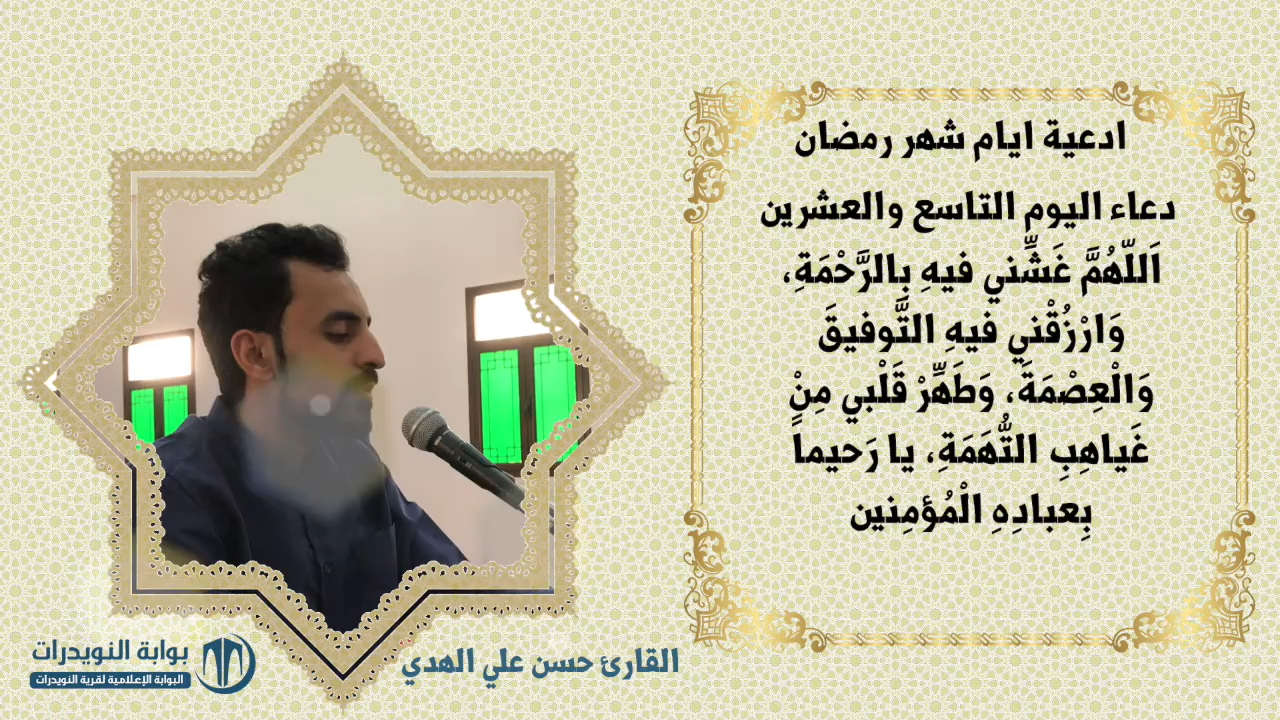 ادعية ايام شهر رمضان
دعاء اليوم التاسع والعشرين
اَللّهُمَّ غَشِّني فيهِ بِالرَّحْمَةِ،
وَارْزُقْني فيهِ التَّوفيقَ
وَالْعِصْمَةَ، وَطَهِّرْ قَلْبي مِنْ
غَياهِبِ التُّهَمَةِ، يا رَحيماً
بِعبادِهِ الْمُؤمِنين
القارئ حسن علي الهدي
بوابة النويدرات
البوابة الإعلامية لقرية النويدرات